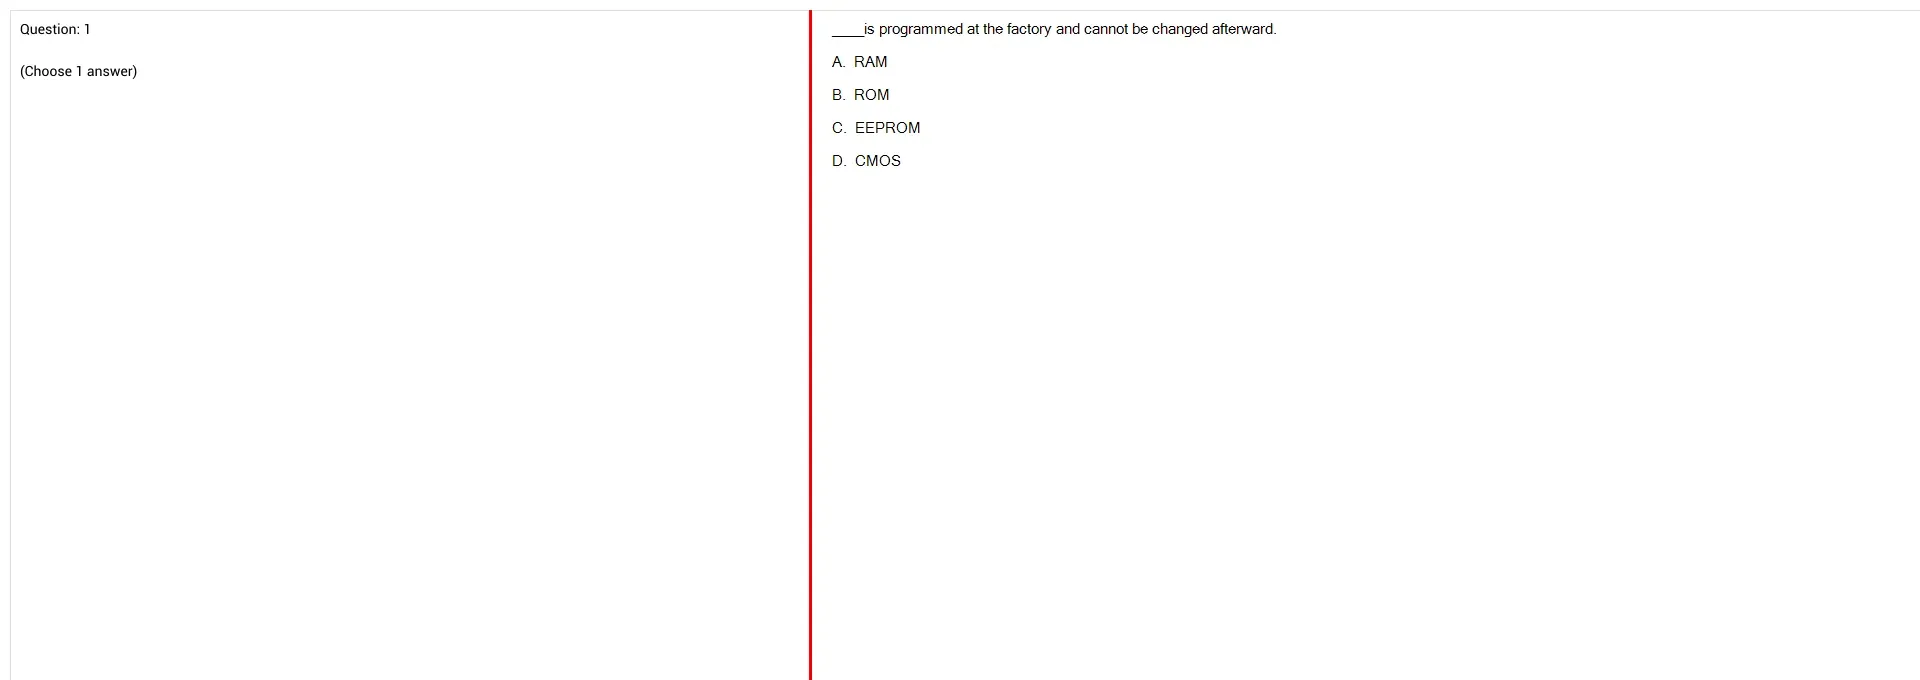 Question: 1
(Choose 1 answer)
____is programmed at the factory and cannot be changed afterward.
A. RAM
B. ROM
C. EEPROM
D. CMOS